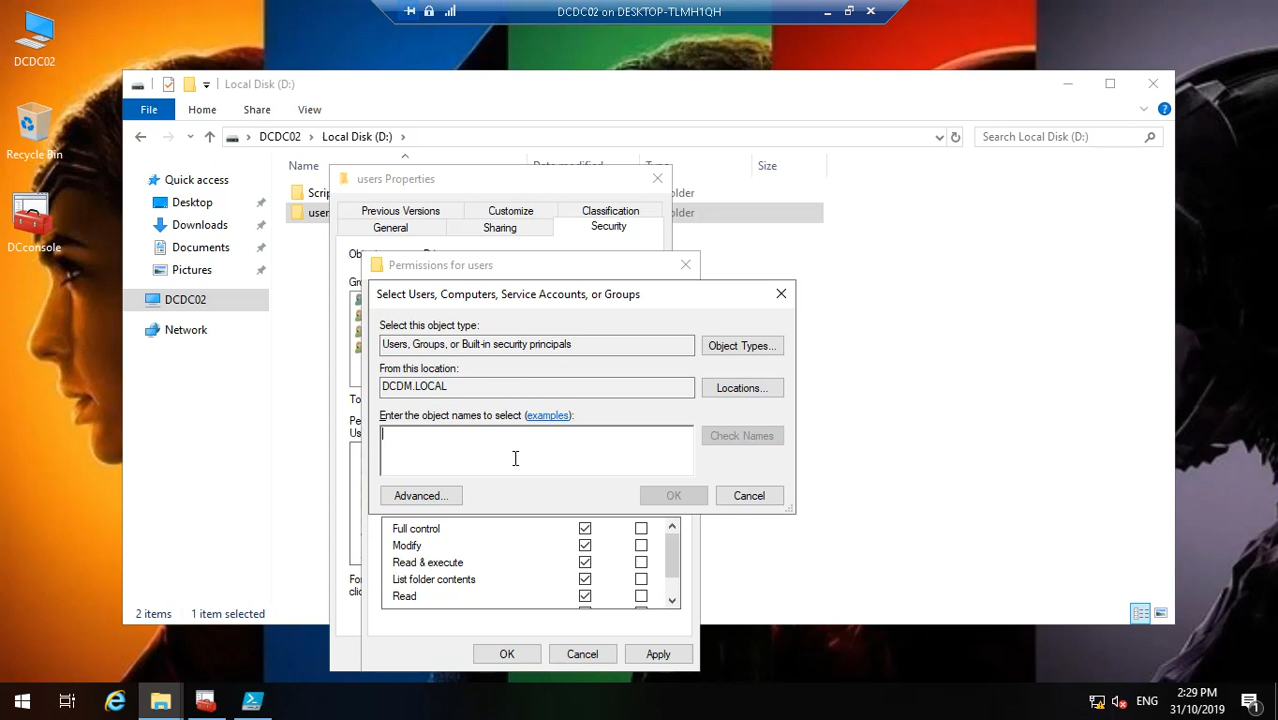 DCDC02 on DESKTOP-TLMH1QH
DCDC02
Recycle Bin
DCconsole
Local Disk (D:)
File
Home
Share
View
DCDC02
Local Disk (D:)
Search Local Disk (D:)
Name
Date modified
Type
Size
Quick access
Desktop
Downloads
Documents
Pictures
DCDC02
Network
2 items
1 item selected
users Properties
Previous Versions
Customize
Classification
General
Sharing
Security
Permissions for users
Select Users, Computers, Service Accounts, or Groups
Select this object type:
Users, Groups, or Built-in security principals
Object Types...
From this location:
DCDM.LOCAL
Locations...
Enter the object names to select (examples):
Check Names
Advanced...
OK
Cancel
Full control
Modify
Read & execute
List folder contents
Read
OK
Cancel
Apply
ENG
2:29 PM
31/10/2019
1